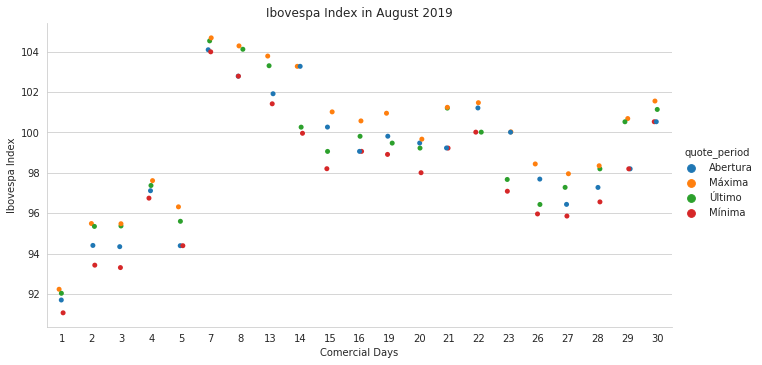 Ibovespa Index in August 2019
Ibovespa Index
104
102
100
98
96
94
92
1 2 3 4 5 7 8 13 14 15 16 19 20 21 22 23 26 27 28 29 30
Comercial Days
quote_period
Abertura
Máxima
Último
Mínima